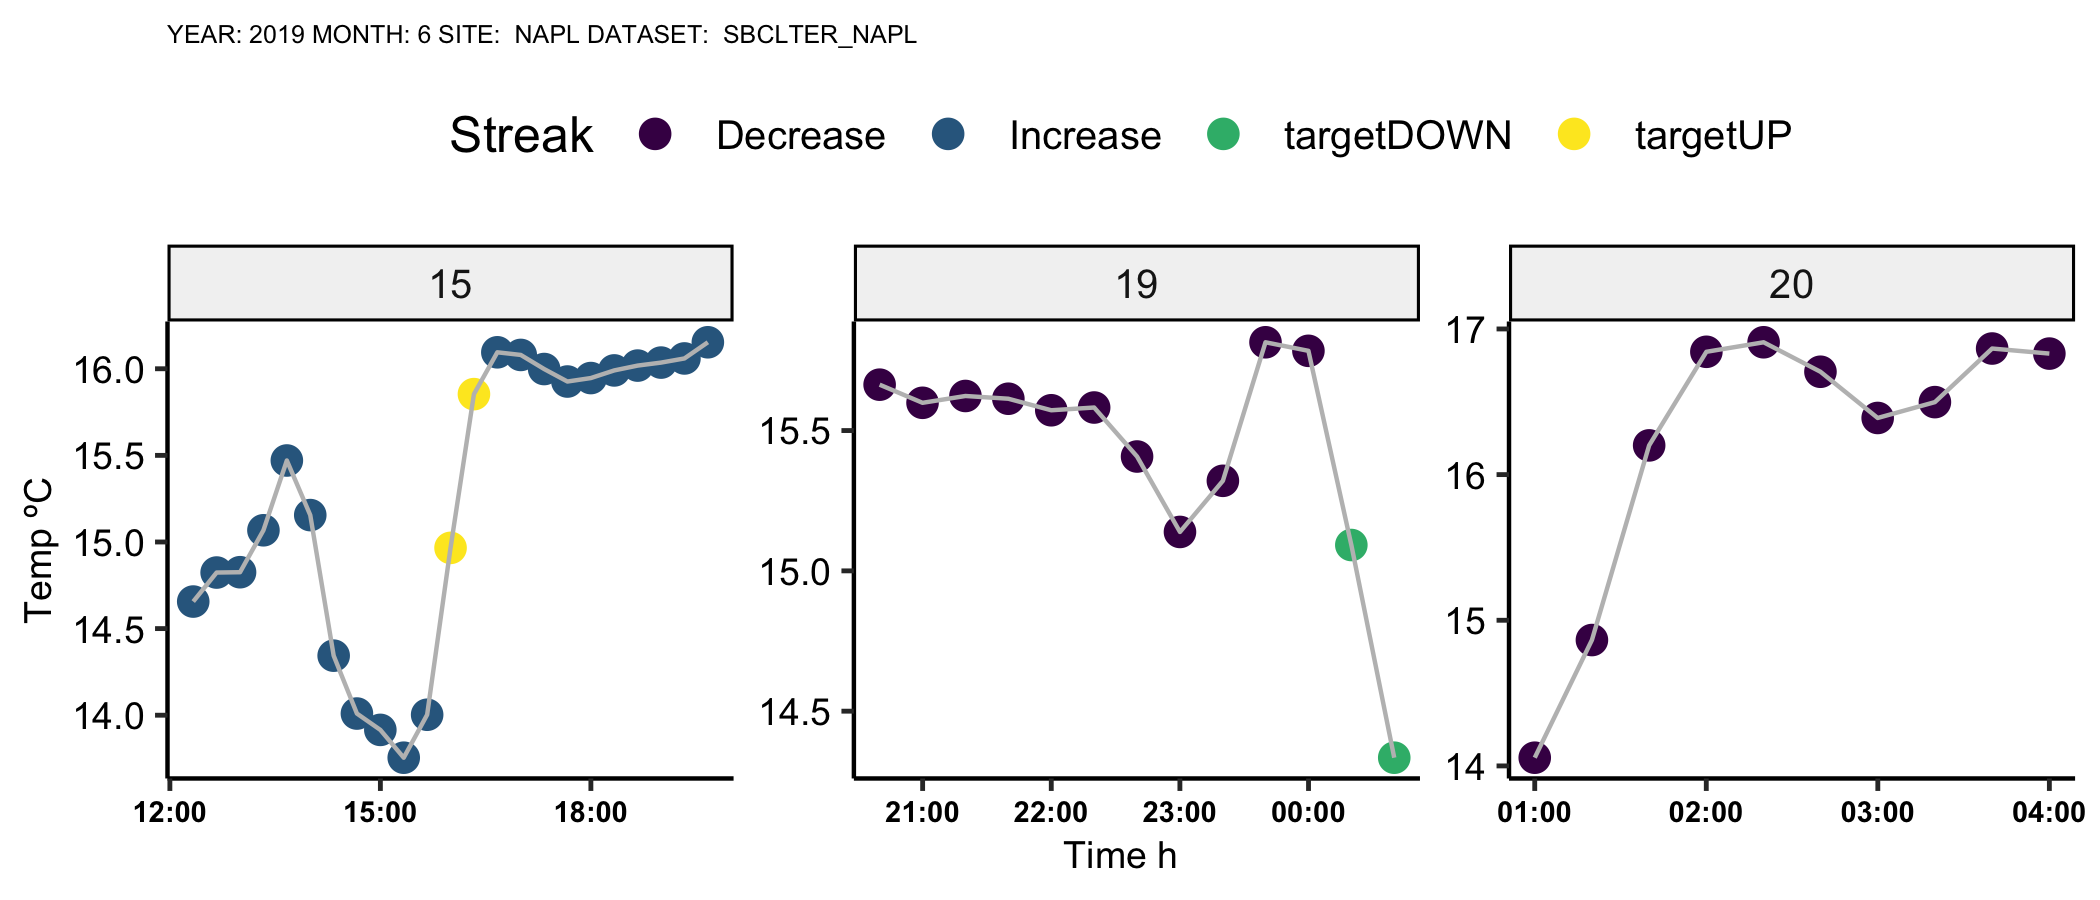 YEAR: 2019 MONTH: 6 SITE:  NAPL DATASET:  SBCLTER_NAPL
Streak Decrease Increase targetDOWN targetUP
15 19 20
Temp ºC
16.0
15.5
15.0
14.5
14.0
12:00 15:00 18:00
15.5
15.0
14.5
21:00 22:00 23:00 00:00
17
16
15
14
01:00 02:00 03:00 04:00
Time h